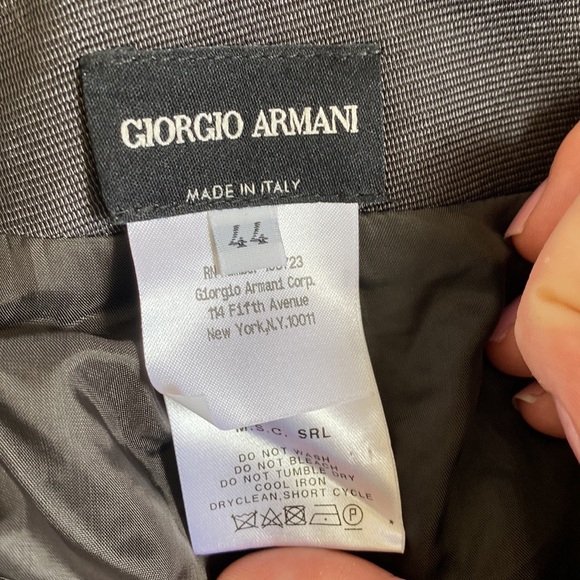 GIORGIO ARMANI
MADE IN ITALY
44
RN
Giorgio Armani Corp.
114 Fifth Avenue
New York,N.Y.10011
M.S.C. SRL
DO NOT WASH
DO NOT BLEACH
DO NOT TUMBLE DRY
COOL IRON
DRYCLEAN,SHORT CYCLE
P